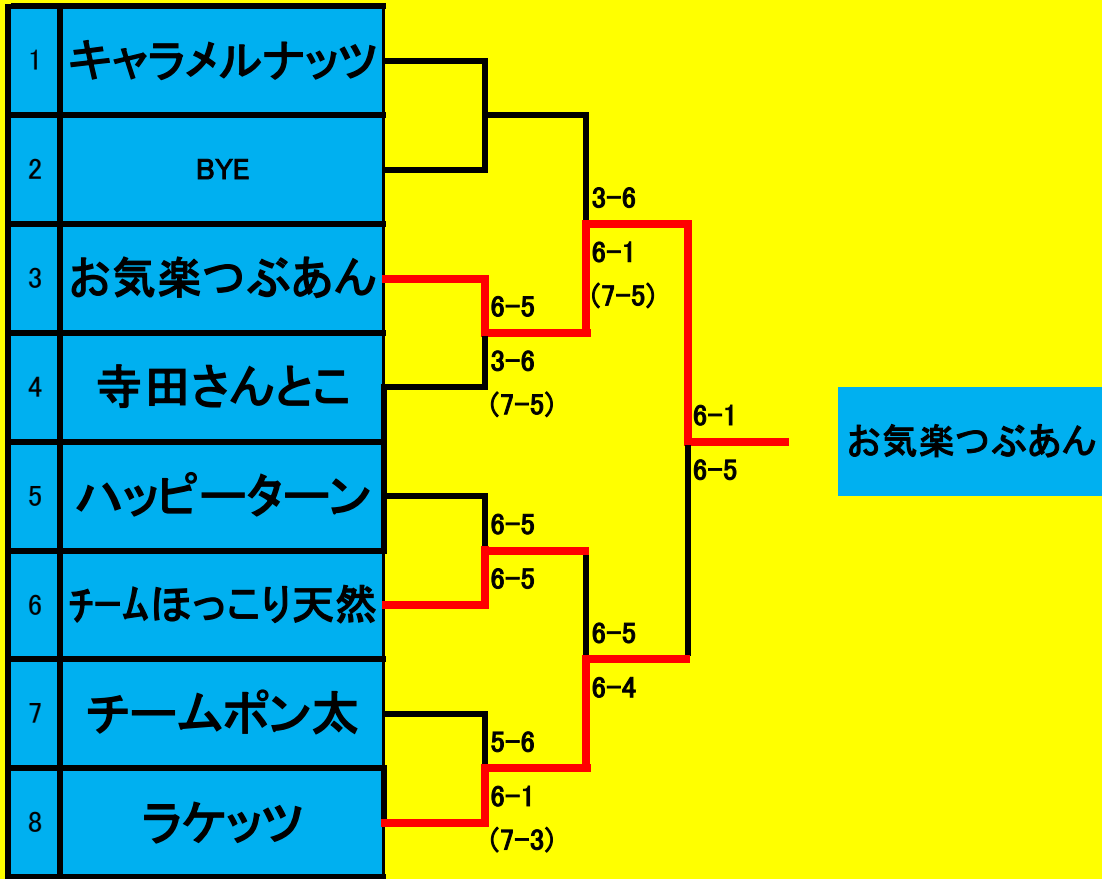 1 キャラメルナッツ
2 BYE
3 お気楽つぶあん
4 寺田さんとこ
5 ハッピーターン
6 チームほっこり天然
7 チームポン太
8 ラケッツ
6-5
3-6
(7-5)
6-5
6-5
5-6
6-1
(7-3)
3-6
6-1
(7-5)
6-5
6-4
6-1
6-5
お気楽つぶあん